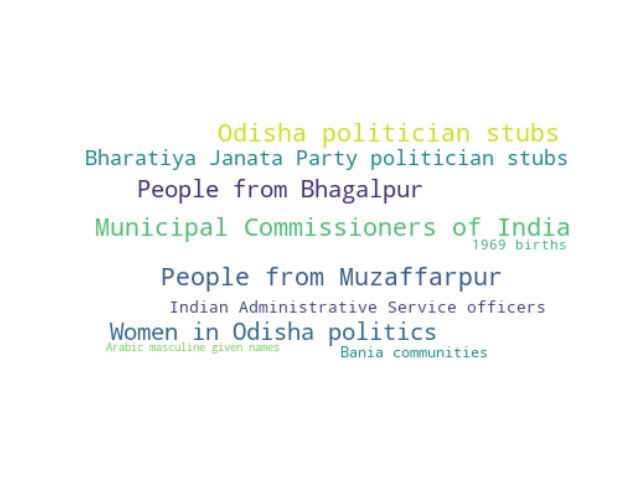 Odisha politician stubs
Bharatiya Janata Party politician stubs
People from Bhagalpur
Municipal Commissioners of India
1969 births
People from Muzaffarpur
Indian Administrative Service officers
Women in Odisha politics
Arabic masculine given names
Bania communities